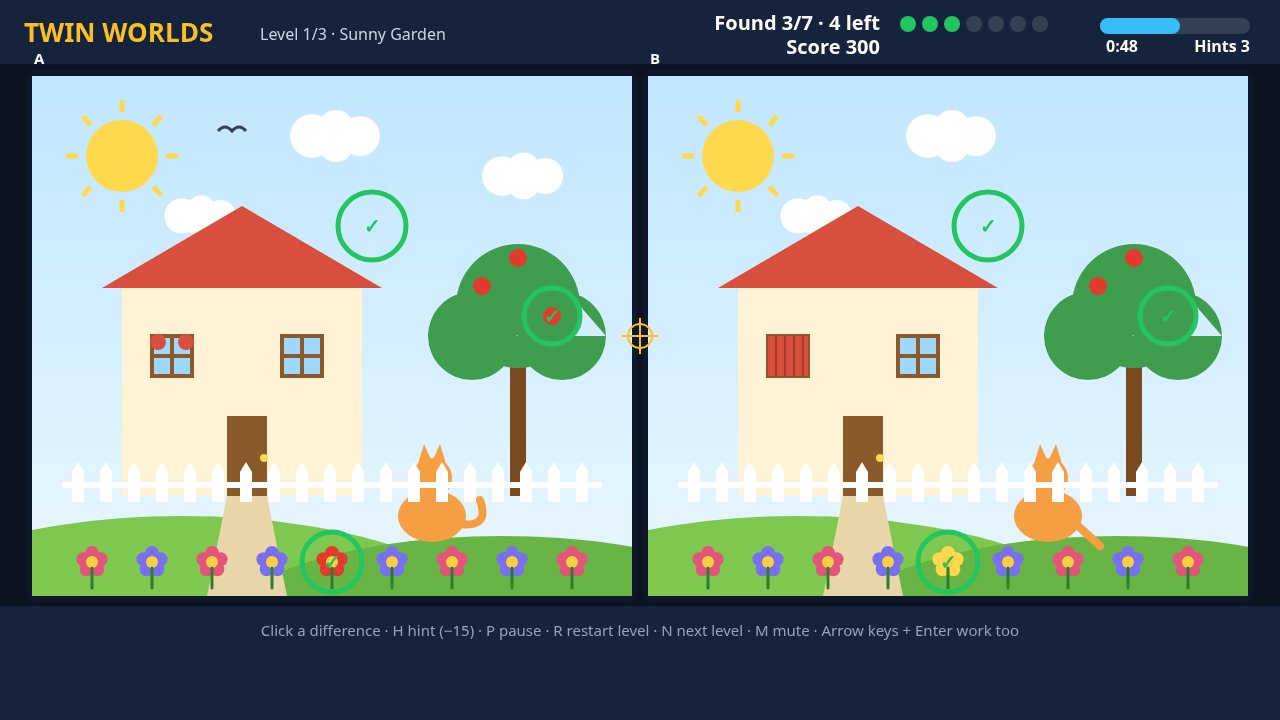 TWIN WORLDS
Level 1/3 · Sunny Garden
Found 3/7 · 4 left
Score 300
0:48
Hints 3
A
B
Click a difference · H hint (−15) · P pause · R restart level · N next level · M mute · Arrow keys + Enter work too